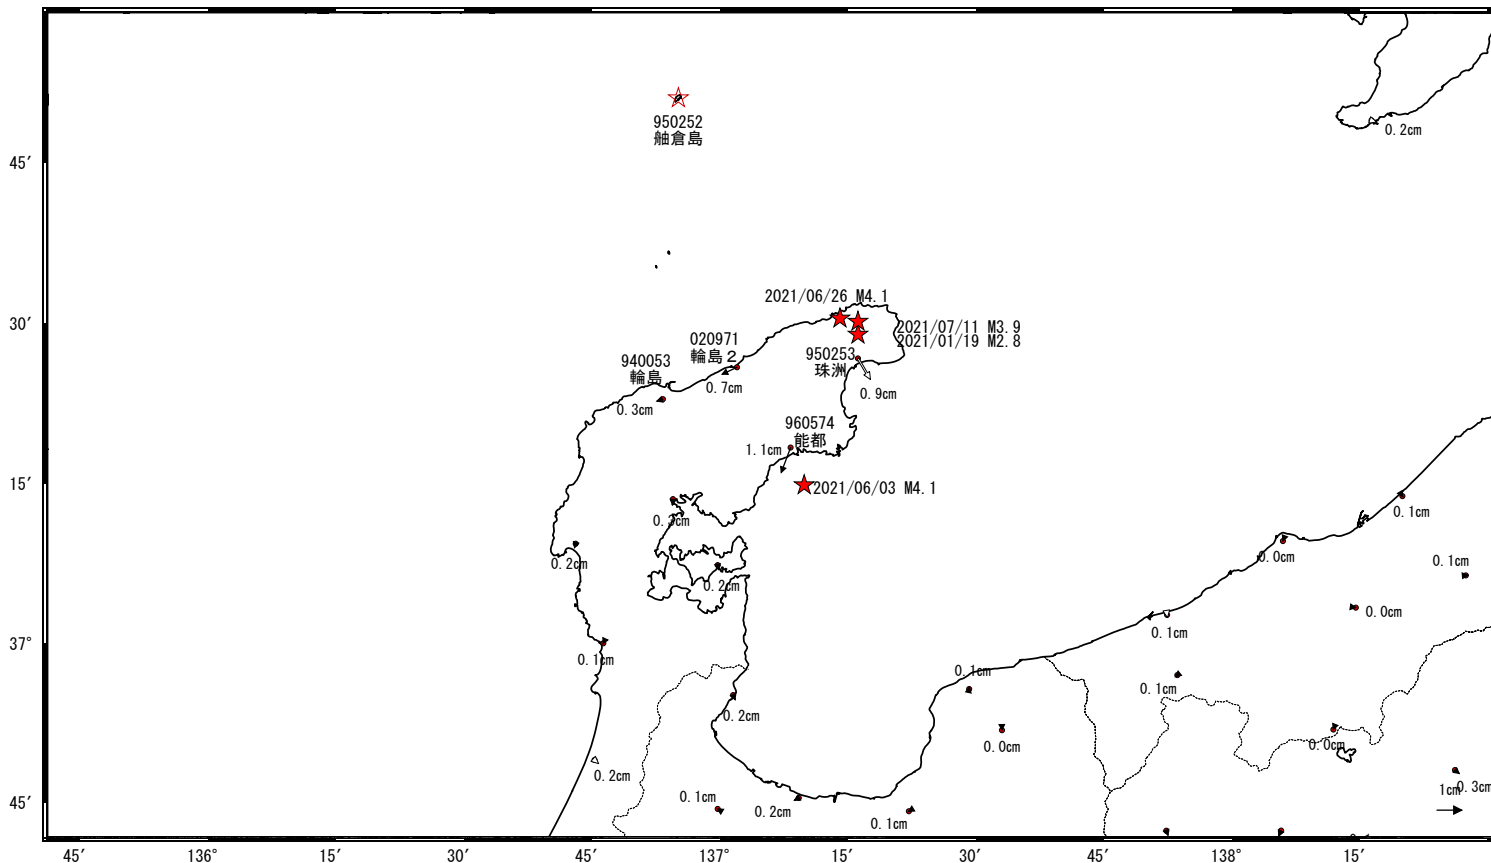 950252
舳倉島
0.2cm
45′
2021/06/26 M4.1
30′
2021/07/11 M3.9
2021/01/19 M2.8
020971
輪島２
950253
珠洲
940053
輪島
0.7cm
0.9cm
0.3cm
960574
能都
1.1cm
15′
2021/06/03 M4.1
0.3cm
0.1cm
0.0cm
0.2cm
0.1cm
0.2cm
0.0cm
0.1cm
37°
0.1cm
0.1cm
0.1cm
0.2cm
0.0cm
0.0cm
0.2cm
0.3cm
1cm
45′
0.1cm
0.2cm
0.1cm
45′
136°
15′
30′
45′
137°
15′
30′
45′
138°
15′